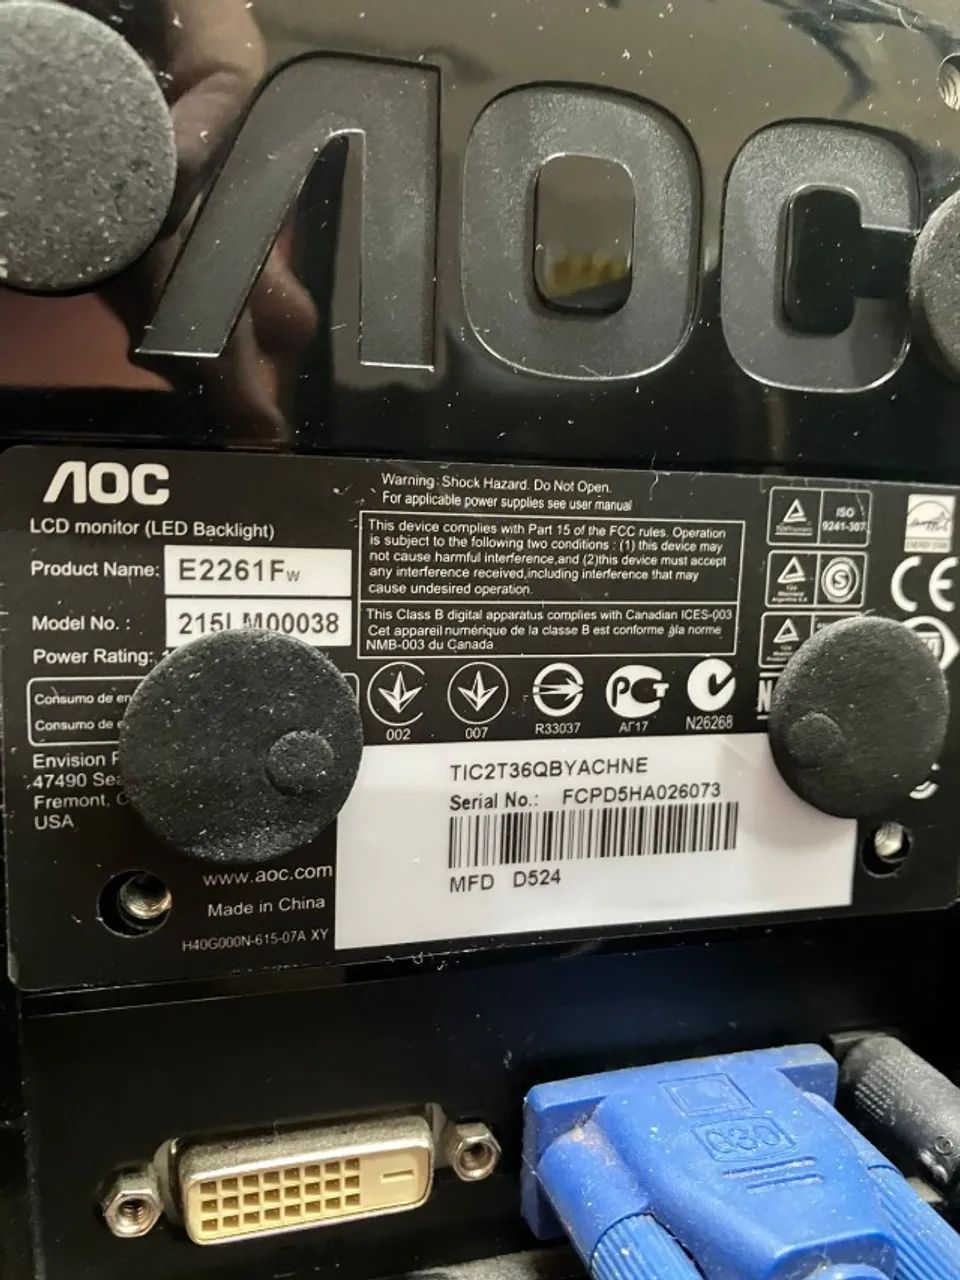 AOC
AOC
LCD monitor (LED Backlight)
Product Name: E2261Fw
Model No. : 215LM00038
Power Rating:
Consumo de
Consumo de
Envision
47490
Fremont,
USA
www.aoc.com
Made in China
H40G000N-615-07A XY
Warning: Shock Hazard. Do Not Open.
For applicable power supplies see user manual
This device complies with Part 15 of the FCC rules. Operation
is subject to the following two conditions : (1) this device may
not cause harmful interference,and (2)this device must accept
any interference received,including interference that may
cause undesired operation.
This Class B digital apparatus complies with Canadian ICES-003
Cet appareil numérique de la classe B est conforme àla norme
NMB-003 du Canada
002
007
R33037
PCT
АГ17
N26268
ISO
9241-307
S
CE
TIC2T36QBYACHNE
Serial No.: FCPD5HA026073
MFD D524